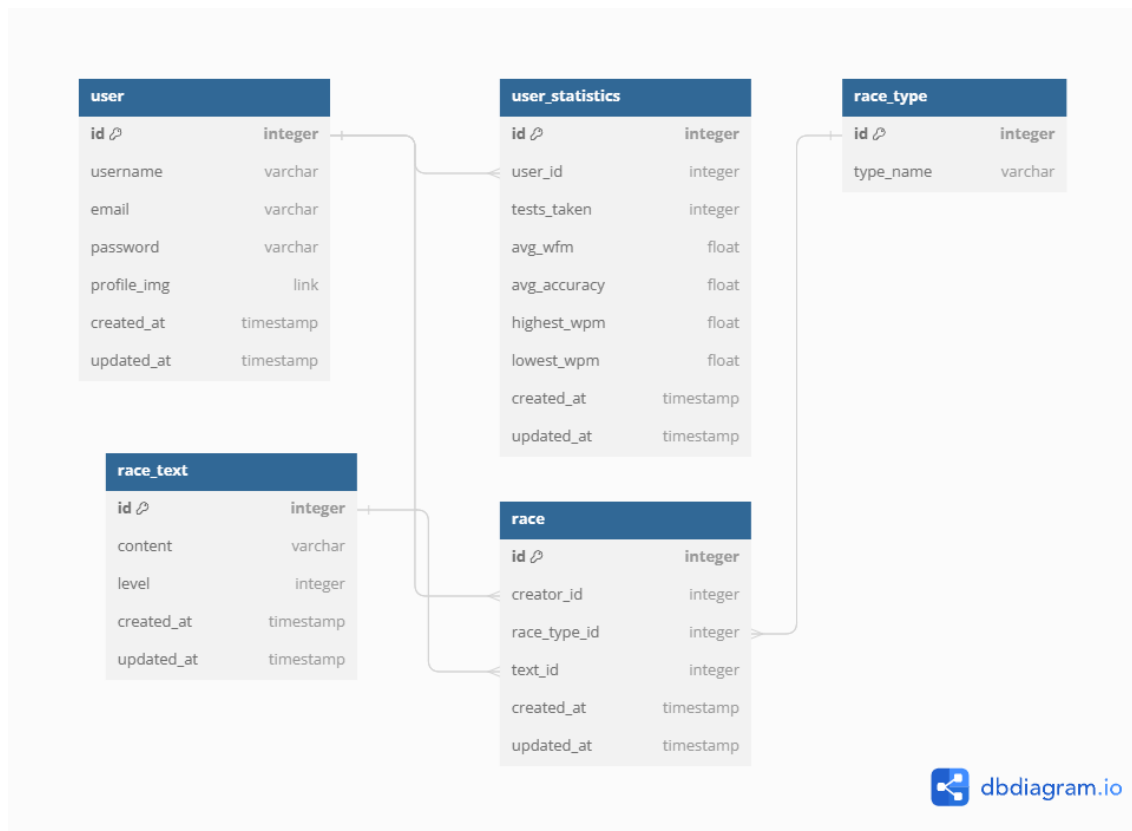 user
id integer
username varchar
email varchar
password varchar
profile_img link
created_at timestamp
updated_at timestamp
user_statistics
id integer
user_id integer
tests_taken integer
avg_wfm float
avg_accuracy float
highest_wpm float
lowest_wpm float
created_at timestamp
updated_at timestamp
race_type
id integer
type_name varchar
race_text
id integer
content varchar
level integer
created_at timestamp
updated_at timestamp
race
id integer
creator_id integer
race_type_id integer
text_id integer
created_at timestamp
updated_at timestamp
dbdiagram.io